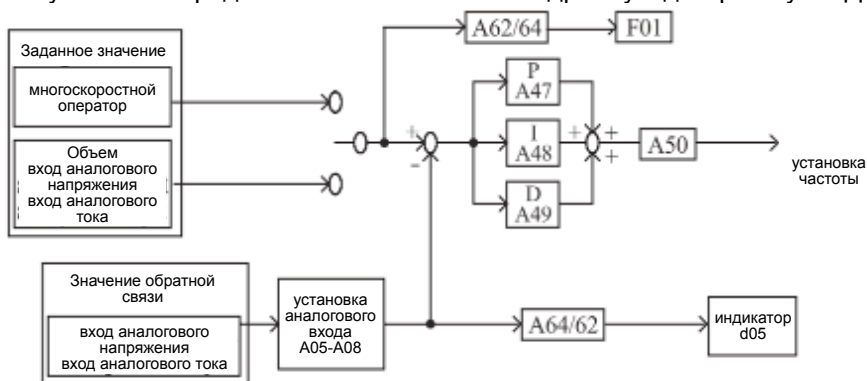 Заданное значение
многоскоростной
оператор
Объем
вход аналогового
напряжения
вход аналогового
тока
A62/64
F01
P
A47
I
A48
D
A49
+
-
+
+
+
A50
установка
частоты
Значение обратной
связи
вход аналогового
напряжения
вход аналогового тока
установка
аналогового
входа
A05-A08
A64/62
индикатор
d05